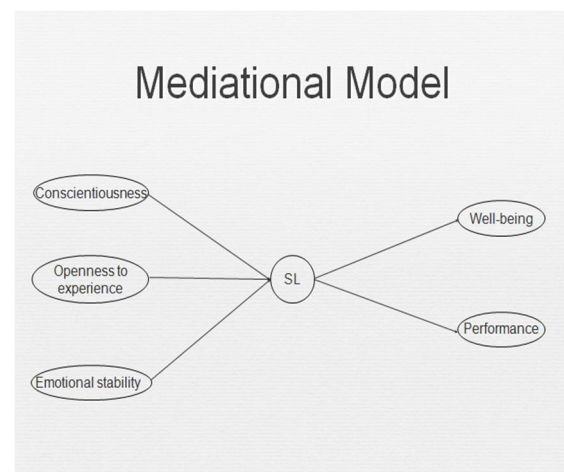 Mediational Model
Conscientiousness
Openness to
experience
Emotional stability
SL
Well-being
Performance